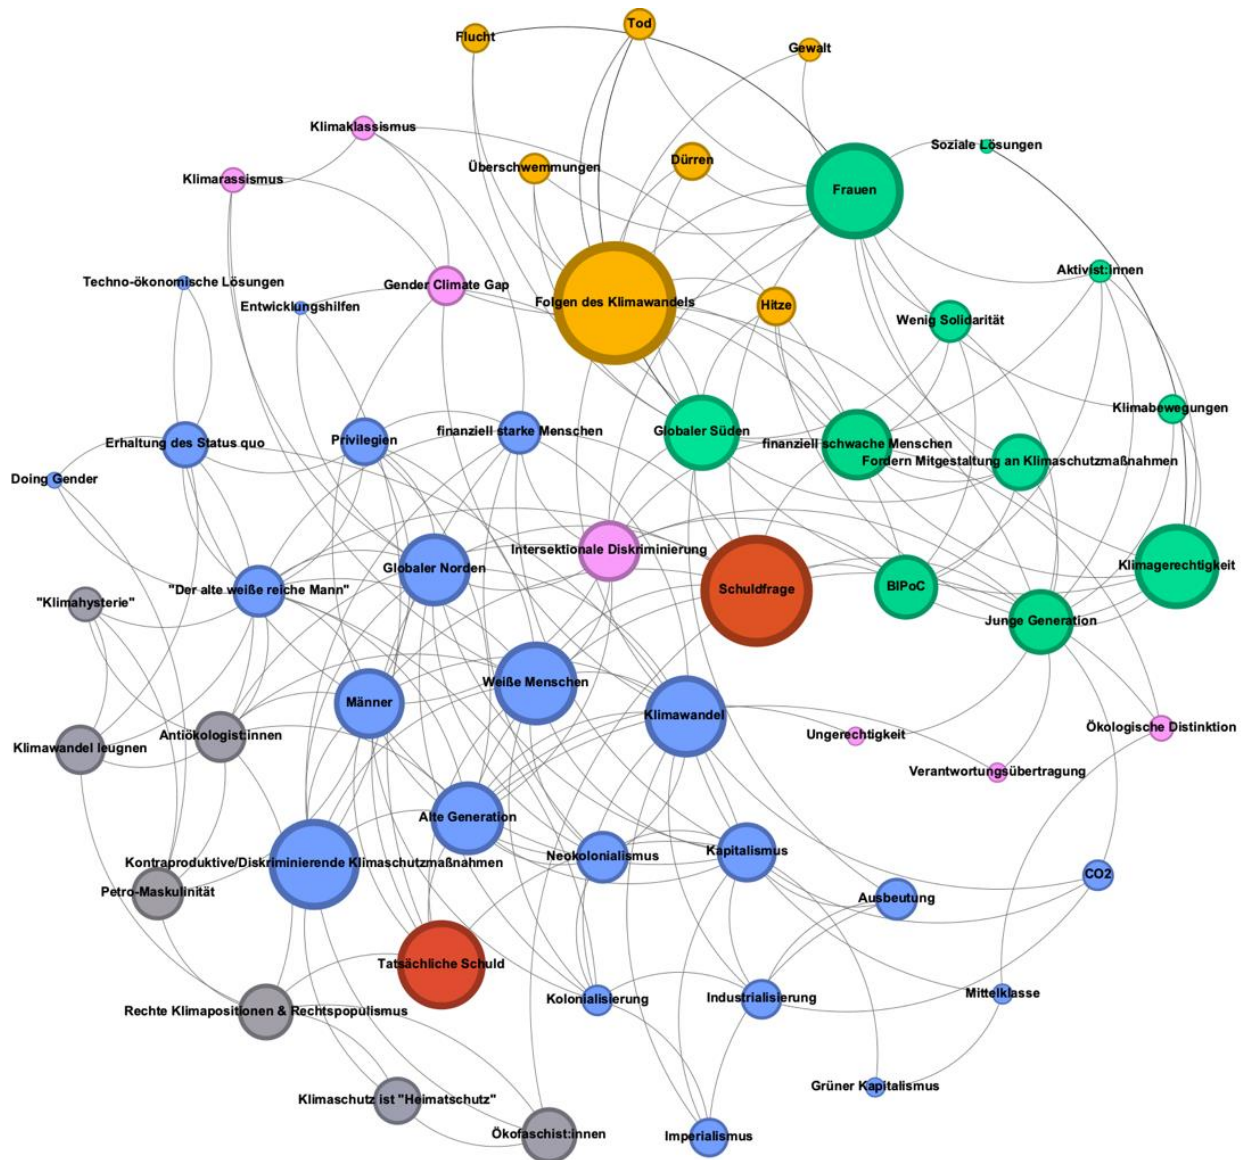 Tod
Flucht
Gewalt
Klimaklassismus
Soziale Lösungen
Überschwemmungen
Dürren
Klimarassismus
Frauen
Aktivist:innen
Techno-ökonomische Lösungen
Gender Climate Gap
Entwicklungshilfen
Folgen des Klimawandels
Hitze
Wenig Solidarität
Klimabewegungen
Erhaltung des Status quo
Privilegien
finanziell starke Menschen
Globaler Süden
finanziell schwache Menschen
Fordern Mitgestaltung an Klimaschutzmaßnahmen
Doing Gender
Intersektionale Diskriminierung
Globaler Norden
Klimagerechtigkeit
"Der alte weiße reiche Mann"
Schuldfrage
BIPoC
"Klimahysterie"
Junge Generation
Weiße Menschen
Männer
Klimawandel
Ökologische Distinktion
Antiökologist:innen
Ungerechtigkeit
Klimawandel leugnen
Verantwortungsübertragung
Alte Generation
Kapitalismus
Neokolonialismus
Kontraproduktive/Diskriminierende Klimaschutzmaßnahmen
CO2
Petro-Maskulinität
Ausbeutung
Tatsächliche Schuld
Mittelklasse
Kolonialisierung
Industrialisierung
Rechte Klimapositionen & Rechtspopulismus
Grüner Kapitalismus
Klimaschutz ist "Heimatschutz"
Ökofaschist:innen
Imperialismus